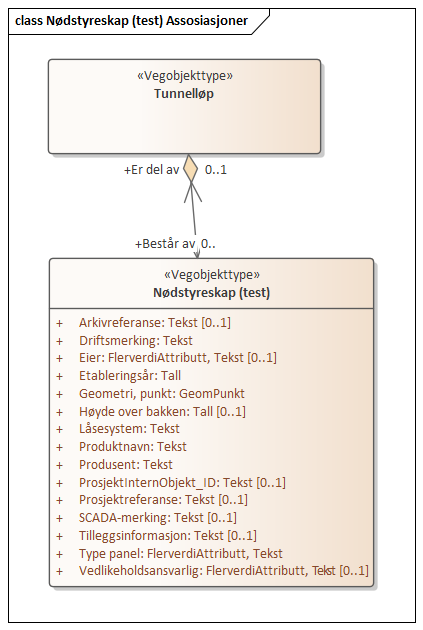 class Nødstyreskap (test) Assosiasjoner
«Vegobjekttype»
Tunnelløp
+Er del av 0..1
+Består av 0..
«Vegobjekttype»
Nødstyreskap (test)
+ Arkivreferanse: Tekst [0..1]
+ Driftsmerking: Tekst
+ Eier: FlerverdiAttributt, Tekst [0..1]
+ Etableringsår: Tall
+ Geometri, punkt: GeomPunkt
+ Høyde over bakken: Tall [0..1]
+ Låsesystem: Tekst
+ Produktnavn: Tekst
+ Produsent: Tekst
+ ProsjektInternObjekt_ID: Tekst [0..1]
+ Prosjektreferanse: Tekst [0..1]
+ SCADA-merking: Tekst [0..1]
+ Tilleggsinformasjon: Tekst [0..1]
+ Type panel: FlerverdiAttributt, Tekst
+ Vedlikeholdsansvarlig: FlerverdiAttributt, Tekst [0..1]